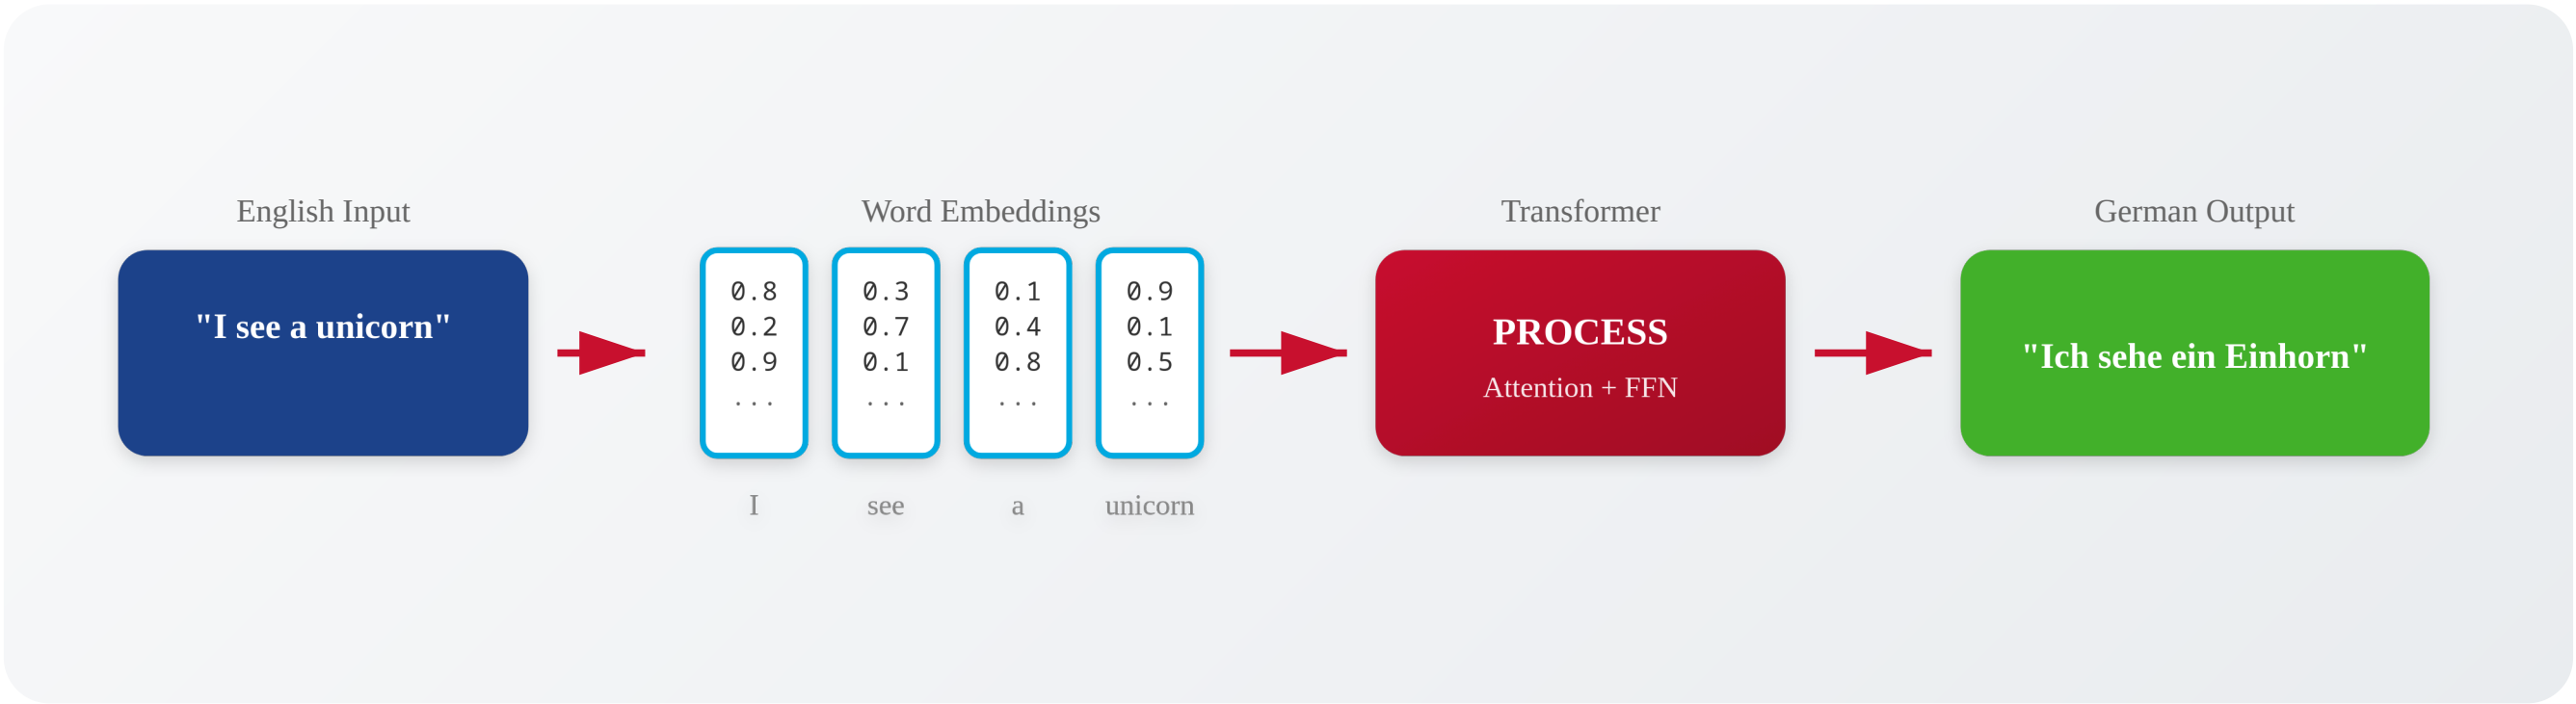 English Input
"I see a unicorn"
Word Embeddings
0.8 0.3 0.1 0.9
0.2 0.7 0.4 0.1
0.9 0.1 0.8 0.5
... ... ... ...
I see a unicorn
Transformer
PROCESS
Attention + FFN
German Output
"Ich sehe ein Einhorn"